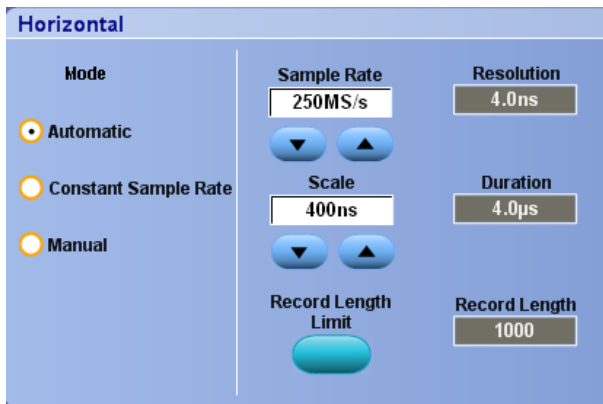 Horizontal
Mode
Automatic
Constant Sample Rate
Manual
Sample Rate
250MS/s
Scale
400ns
Record Length
Limit
Resolution
4.0ns
Duration
4.0µs
Record Length
1000